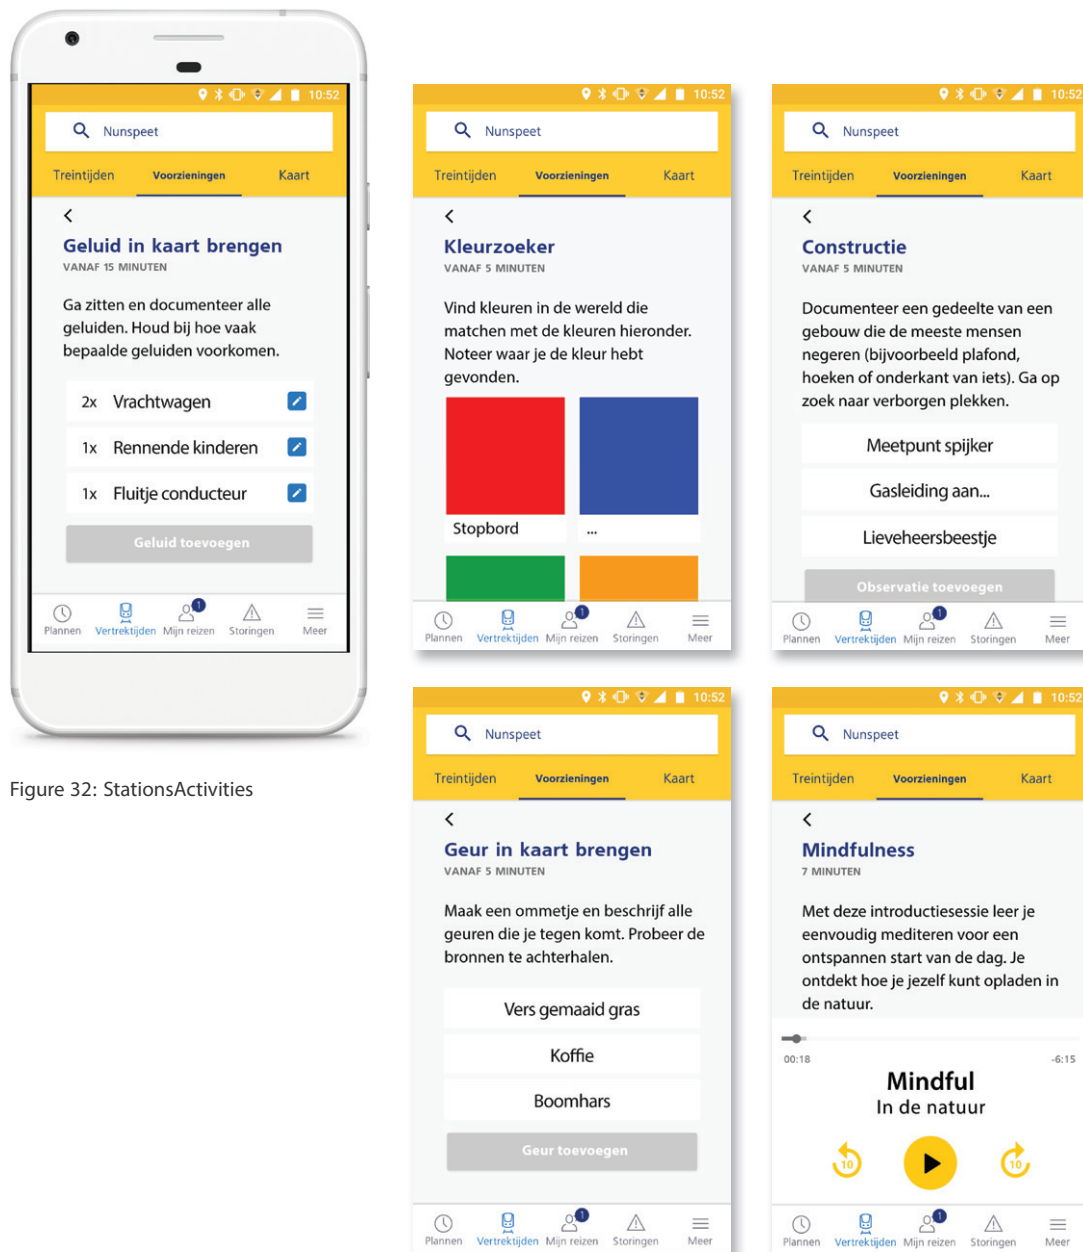 10:52
Nunspeet
Treintijden Voorzieningen Kaart
Geluid in kaart brengen
VANAF 15 MINUTEN
Ga zitten en documenteer alle
geluiden. Houd bij hoe vaak
bepaalde geluiden voorkomen.
2x Vrachtwagen
1x Rennende kinderen
1x Fluitje conducteur
Geluid toevoegen
1
Plannen Vertrektijden Mijn reizen Storingen Meer
10:52
Nunspeet
Treintijden Voorzieningen Kaart
Kleurzoeker
VANAF 5 MINUTEN
Vind kleuren in de wereld die
matchen met de kleuren hieronder.
Noteer waar je de kleur hebt
gevonden.
Stopbord ...
1
Plannen Vertrektijden Mijn reizen Storingen Meer
10:52
Nunspeet
Treintijden Voorzieningen Kaart
Constructie
VANAF 5 MINUTEN
Documenteer een gedeelte van een
gebouw die de meeste mensen
negeren (bijvoorbeeld plafond,
hoeken of onderkant van iets). Ga op
zoek naar verborgen plekken.
Meetpunt spijker
Gasleiding aan...
Lieveheersbeestje
Observatie toevoegen
1
Plannen Vertrektijden Mijn reizen Storingen Meer
Figure 32: StationsActivities
10:52
Nunspeet
Treintijden Voorzieningen Kaart
Geur in kaart brengen
VANAF 5 MINUTEN
Maak een ommetje en beschrijf alle
geuren die je tegen komt. Probeer de
bronnen te achterhalen.
Vers gemaaid gras
Koffie
Boomhars
Geur toevoegen
1
Plannen Vertrektijden Mijn reizen Storingen Meer
10:52
Nunspeet
Treintijden Voorzieningen Kaart
Mindfulness
7 MINUTEN
Met deze introductiesessie leer je
eenvoudig mediteren voor een
ontspannen start van de dag. Je
ontdekt hoe je jezelf kunt opladen in
de natuur.
00:18 -6:15
Mindful
In de natuur
10 10
1
Plannen Vertrektijden Mijn reizen Storingen Meer